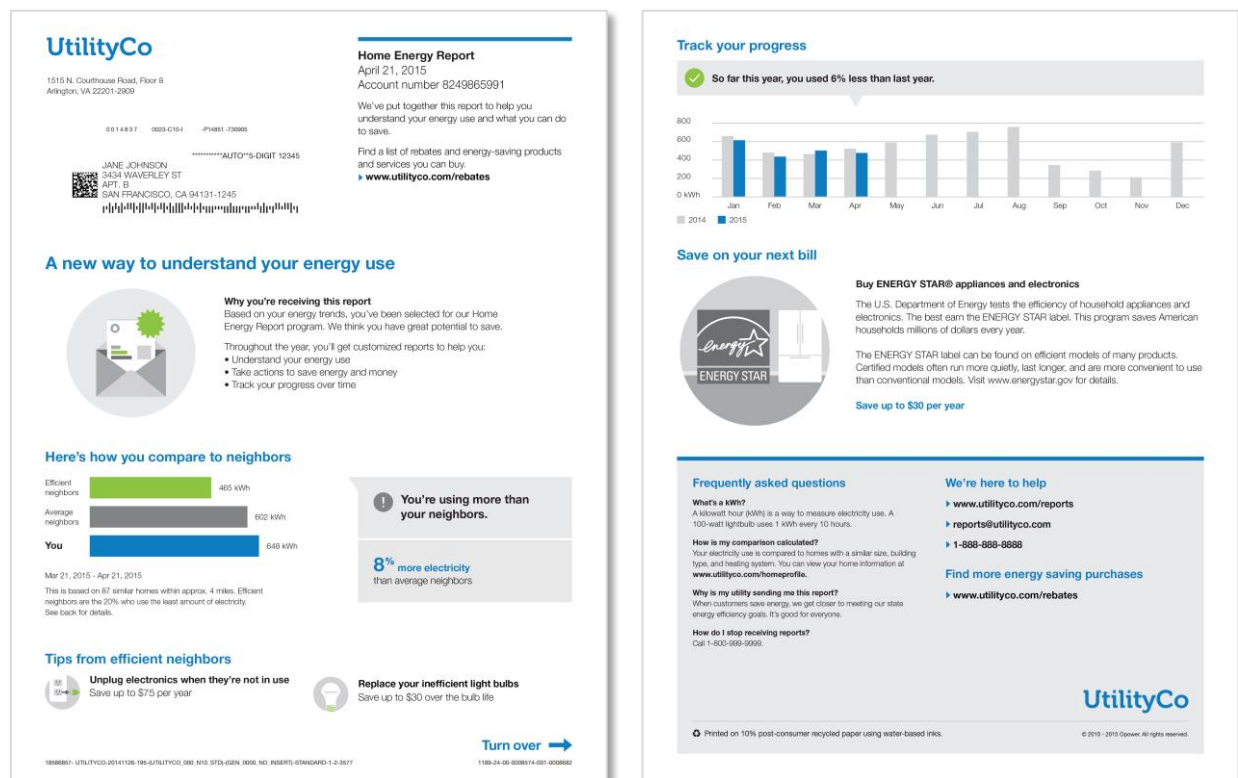 UtilityCo
1515 N. Courthouse Road, Floor 8
Arlington, VA 22201-2909
Home Energy Report
April 21, 2015
Account number 8249865991
We've put together this report to help you
understand your energy use and what you can do
to save.
Find a list of rebates and energy-saving products
and services you can buy.
www.utilityco.com/rebates
0014837 0023-C10-I -P14851 -730905
***********AUTO**5-DIGIT 12345
JANE JOHNSON
3434 WAVERLEY ST
APT. B
SAN FRANCISCO, CA 94131-1245
A new way to understand your energy use
Why you're receiving this report
Based on your energy trends, you've been selected for our Home
Energy Report program. We think you have great potential to save.
Throughout the year, you'll get customized reports to help you:
• Understand your energy use
• Take actions to save energy and money
• Track your progress over time
Here's how you compare to neighbors
Efficient
neighbors
465 kWh
Average
neighbors
602 kWh
You
648 kWh
You're using more than
your neighbors.
8% more electricity
than average neighbors
Mar 21, 2015 - Apr 21, 2015
This is based on 87 similar homes within approx. 4 miles. Efficient
neighbors are the 20% who use the least amount of electricity.
See back for details.
Tips from efficient neighbors
Unplug electronics when they're not in use
Save up to $75 per year
Replace your inefficient light bulbs
Save up to $30 over the bulb life
Turn over
Track your progress
So far this year, you used 6% less than last year.
800
600
400
200
0 kWh
Jan Feb Mar Apr May Jun Jul Aug Sep Oct Nov Dec
2014 2015
Save on your next bill
energy
ENERGY STAR
Buy ENERGY STAR® appliances and electronics
The U.S. Department of Energy tests the efficiency of household appliances and
electronics. The best earn the ENERGY STAR label. This program saves American
households millions of dollars every year.
The ENERGY STAR label can be found on efficient models of many products.
Certified models often run more quietly, last longer, and are more convenient to use
than conventional models. Visit www.energystar.gov for details.
Save up to $30 per year
Frequently asked questions
What's a kWh?
A kilowatt hour (kWh) is a way to measure electricity use. A
100-watt lightbulb uses 1 kWh every 10 hours.
How is my comparison calculated?
Your electricity use is compared to homes with a similar size, building
type, and heating system. You can view your home information at
www.utilityco.com/homeprofile.
Why is my utility sending me this report?
When customers save energy, we get closer to meeting our state
energy efficiency goals. It's good for everyone.
How do I stop receiving reports?
Call 1-800-999-9999.
We're here to help
www.utilityco.com/reports
reports@utilityco.com
1-888-888-8888
Find more energy saving purchases
www.utilityco.com/rebates
UtilityCo
Printed on 10% post-consumer recycled paper using water-based inks.
© 2010 - 2015 Opower. All rights reserved.